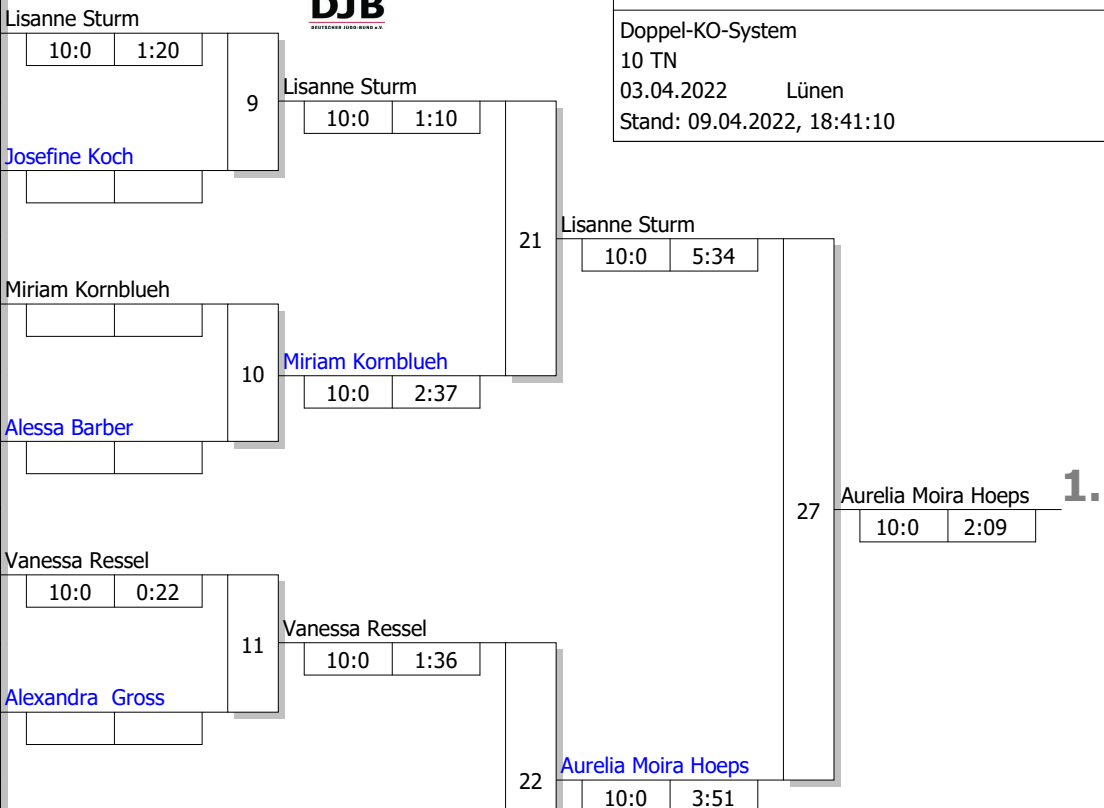 DJB
DEUTSCHER JUDO-BUND e.V.
Doppel-KO-System
10 TN
03.04.2022 Lünen
Stand: 09.04.2022, 18:41:10
Lisanne Sturm
10:0 1:20
9
Josefine Koch
Lisanne Sturm
10:0 1:10
21
Miriam Kornblueh
10
Alessa Barber
Miriam Kornblueh
10:0 2:37
Lisanne Sturm
10:0 5:34
27
Aurelia Moira Hoeps 1.
10:0 2:09
Vanessa Ressel
10:0 0:22
11
Alexandra Gross
Vanessa Ressel
10:0 1:36
22
Aurelia Moira Hoeps
10:0 3:51